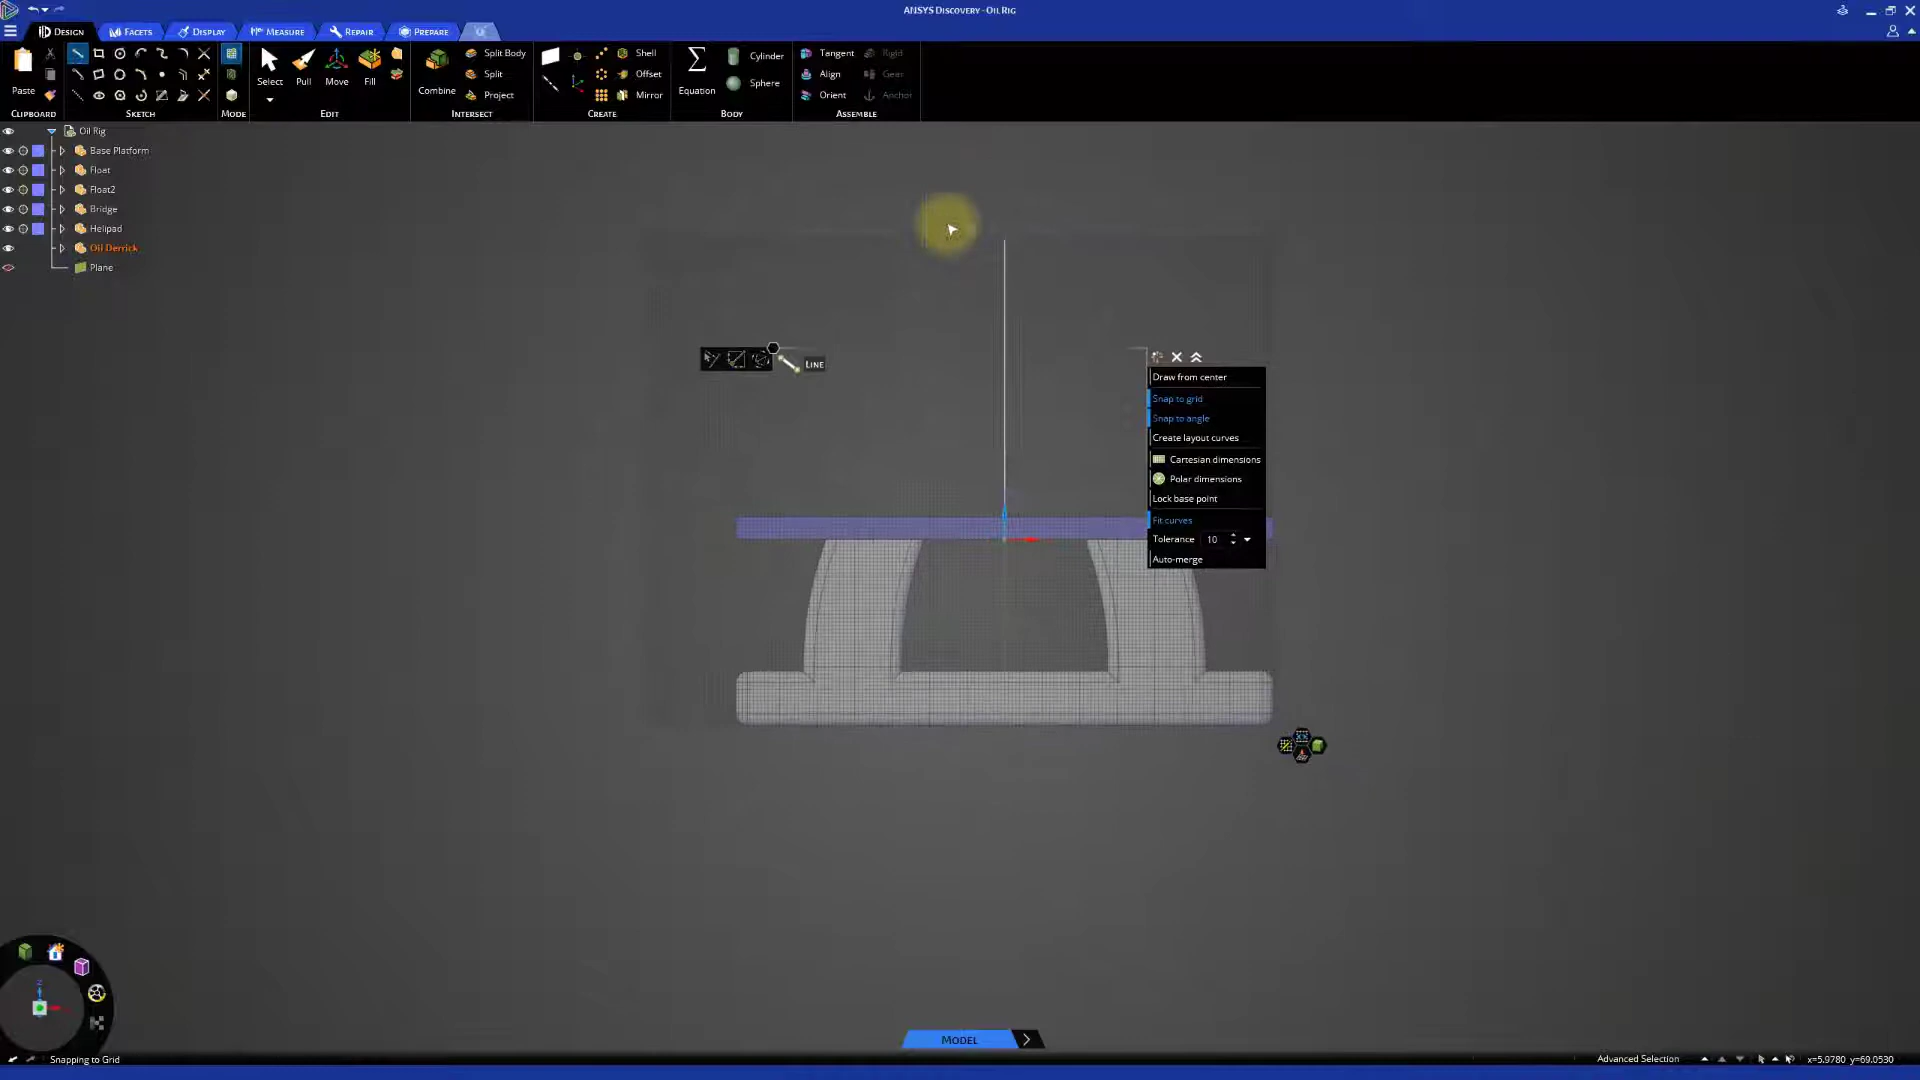 ANSYS Discovery - Oil Rig
Design
Facets
Display
Measure
Repair
Prepare
Paste
Select
Pull
Move
Fill
Combine
Split Body
Split
Project
Shell
Offset
Mirror
Equation
Cylinder
Sphere
Tangent
Align
Orient
Rigid
Gear
Anchor
Clipboard
Sketch
Mode
Edit
Intersect
Create
Body
Assemble
Oil Rig
Base Platform
Float
Float2
Bridge
Helipad
Oil Derrick
Plane
Line
Draw from center
Snap to grid
Snap to angle
Create layout curves
Cartesian dimensions
Polar dimensions
Lock base point
Fit curves
Tolerance 10
Auto-merge
Z
Model
Snapping to Grid
Advanced Selection
x=5.9780 y=69.0530